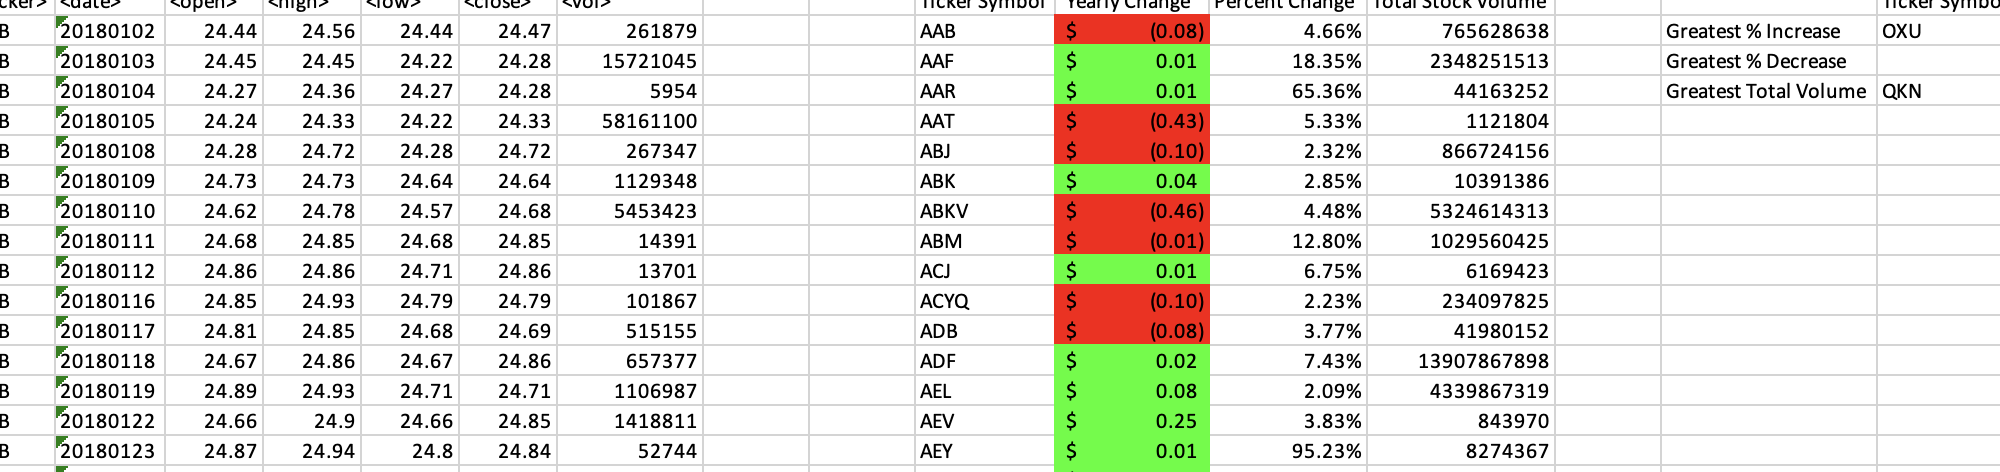 cker> <date> <open> <high> <low> <close> <vol> Ticker Symbol Yearly Change Percent Change Total Stock Volume Ticker Symbo
B 20180102 24.44 24.56 24.44 24.47 261879 AAB $ (0.08) 4.66% 765628638 Greatest % Increase OXU
B 20180103 24.45 24.45 24.22 24.28 15721045 AAF $ 0.01 18.35% 2348251513 Greatest % Decrease
B 20180104 24.27 24.36 24.27 24.28 5954 AAR $ 0.01 65.36% 44163252 Greatest Total Volume QKN
B 20180105 24.24 24.33 24.22 24.33 58161100 AAT $ (0.43) 5.33% 1121804
B 20180108 24.28 24.72 24.28 24.72 267347 ABJ $ (0.10) 2.32% 866724156
B 20180109 24.73 24.73 24.64 24.64 1129348 ABK $ 0.04 2.85% 10391386
B 20180110 24.62 24.78 24.57 24.68 5453423 ABKV $ (0.46) 4.48% 5324614313
B 20180111 24.68 24.85 24.68 24.85 14391 ABM $ (0.01) 12.80% 1029560425
B 20180112 24.86 24.86 24.71 24.86 13701 ACJ $ 0.01 6.75% 6169423
B 20180116 24.85 24.93 24.79 24.79 101867 ACYQ $ (0.10) 2.23% 234097825
B 20180117 24.81 24.85 24.68 24.69 515155 ADB $ (0.08) 3.77% 41980152
B 20180118 24.67 24.86 24.67 24.86 657377 ADF $ 0.02 7.43% 13907867898
B 20180119 24.89 24.93 24.71 24.71 1106987 AEL $ 0.08 2.09% 4339867319
B 20180122 24.66 24.9 24.66 24.85 1418811 AEV $ 0.25 3.83% 843970
B 20180123 24.87 24.94 24.8 24.84 52744 AEY $ 0.01 95.23% 8274367